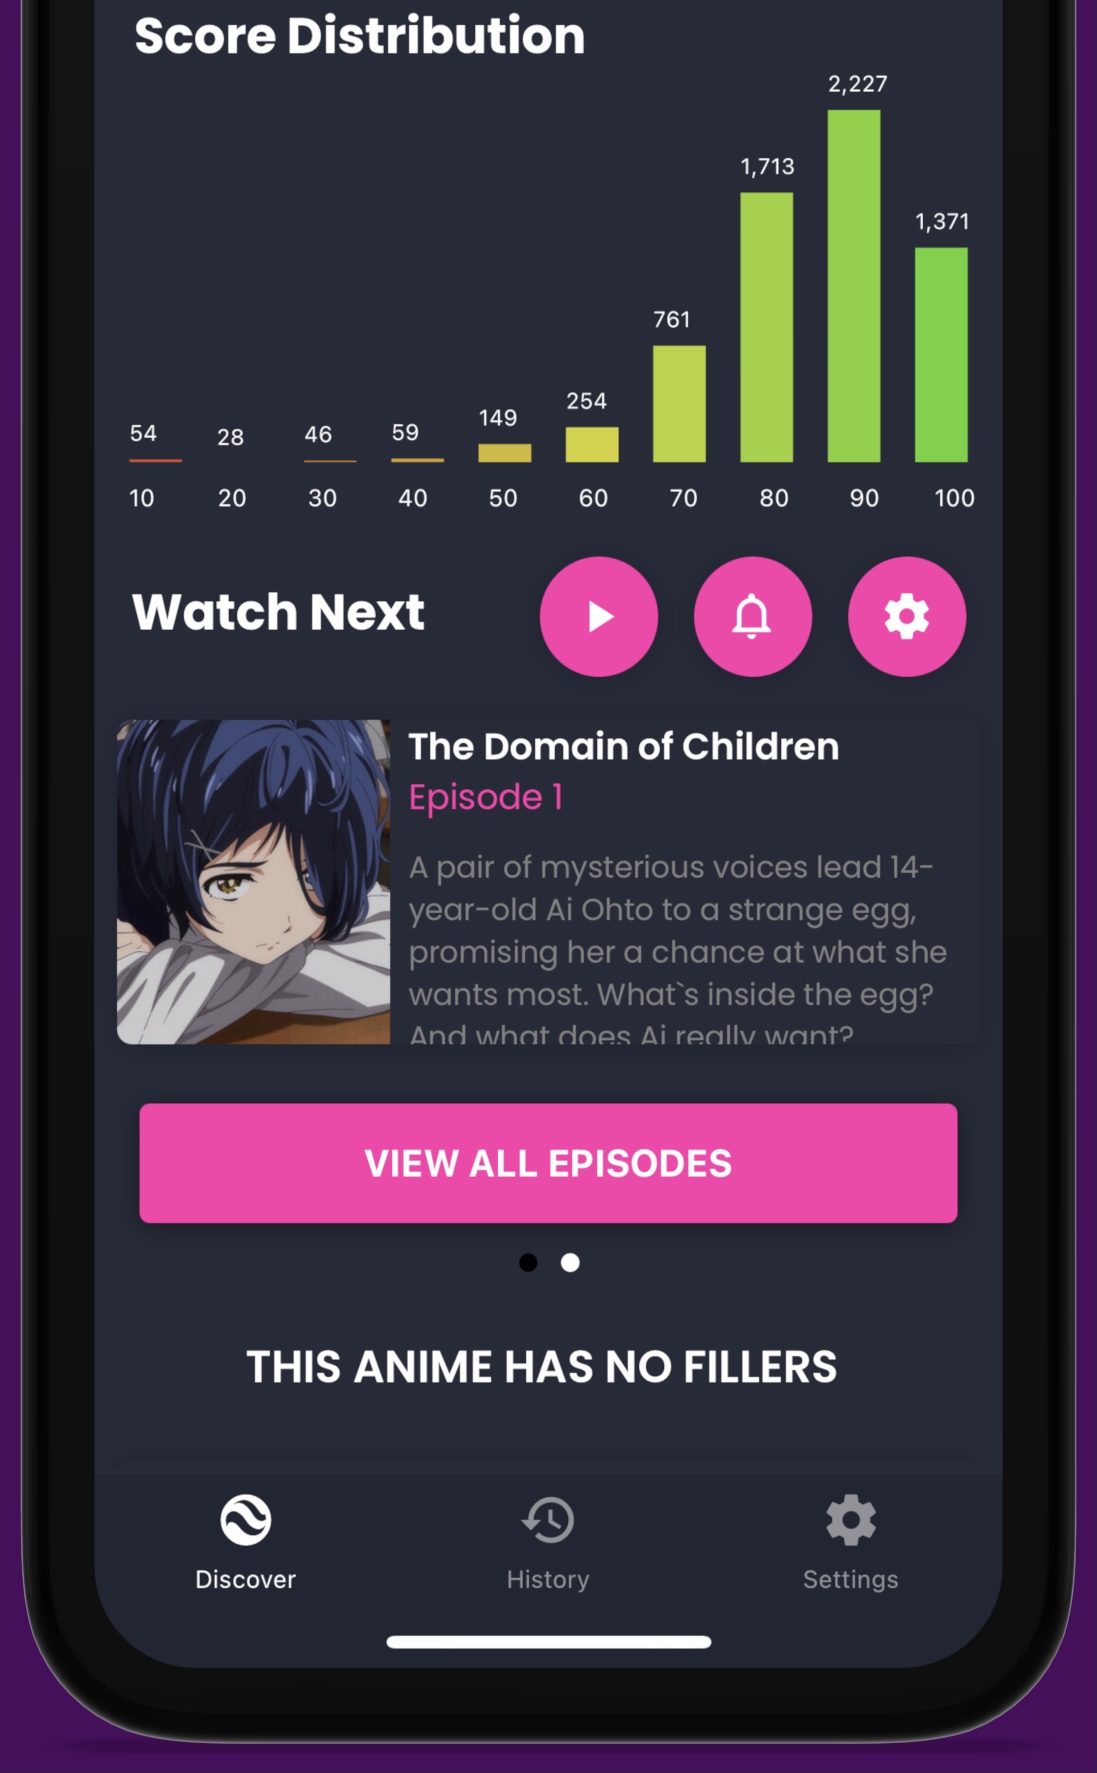 Score Distribution
2,227
1,713
1,371
761
254
149
54 28 46 59
10 20 30 40 50 60 70 80 90 100
Watch Next
The Domain of Children
Episode 1
A pair of mysterious voices lead 14-
year-old Ai Ohto to a strange egg,
promising her a chance at what she
wants most. What`s inside the egg?
And what does Ai really want?
VIEW ALL EPISODES
THIS ANIME HAS NO FILLERS
Discover History Settings